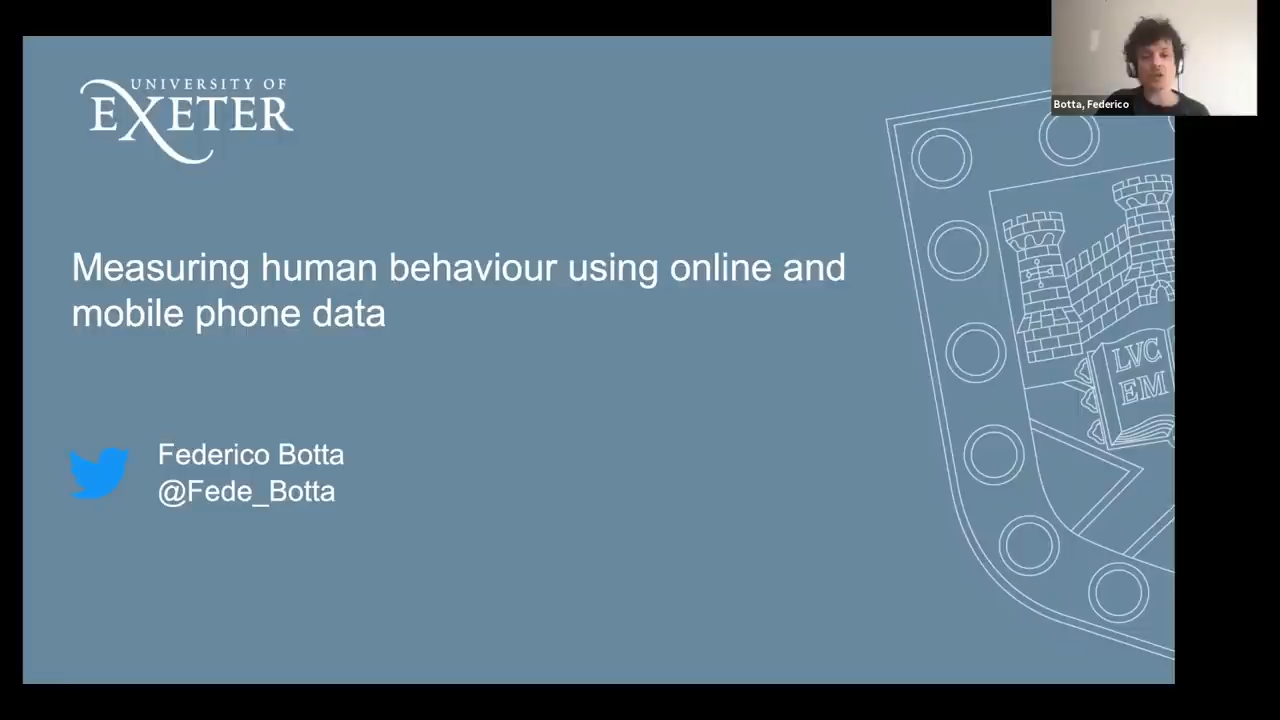 UNIVERSITY OF
EXETER
Botta, Federico
Measuring human behaviour using online and
mobile phone data
LVC
EM
Federico Botta
@Fede_Botta